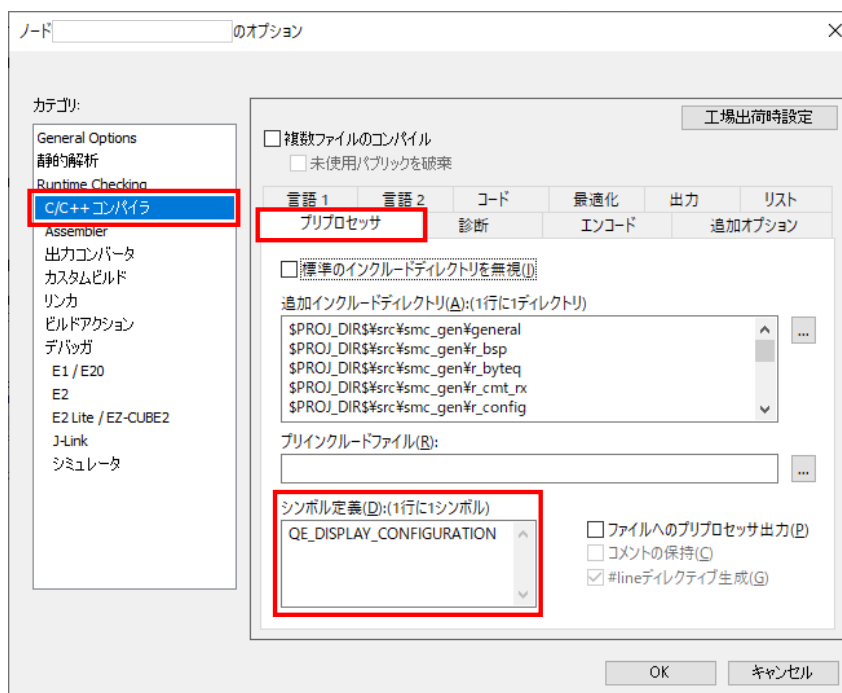 ノード のオプション
カテゴリ:
General Options
静的解析
Runtime Checking
C/C++ コンパイラ
Assembler
出力コンバータ
カスタムビルド
リンカ
ビルドアクション
デバッガ
E1 / E20
E2
E2 Lite / EZ-CUBE2
J-Link
シミュレータ
工場出荷時設定
複数ファイルのコンパイル
未使用パブリックを破棄
言語 1 言語 2 コード 最適化 出力 リスト
プリプロセッサ 診断 エンコード 追加オプション
標準のインクルードディレクトリを無視(I)
追加インクルードディレクトリ(A):(1行に1ディレクトリ)
$PROJ_DIR$¥src¥smc_gen¥general
$PROJ_DIR$¥src¥smc_gen¥r_bsp
$PROJ_DIR$¥src¥smc_gen¥r_byteq
$PROJ_DIR$¥src¥smc_gen¥r_cmt_rx
$PROJ_DIR$¥src¥smc_gen¥r_config
...
プリインクルードファイル(R):
...
シンボル定義(D):(1行に1シンボル)
QE_DISPLAY_CONFIGURATION
ファイルへのプリプロセッサ出力(P)
コメントの保持(C)
#lineディレクティブ生成(G)
OK キャンセル